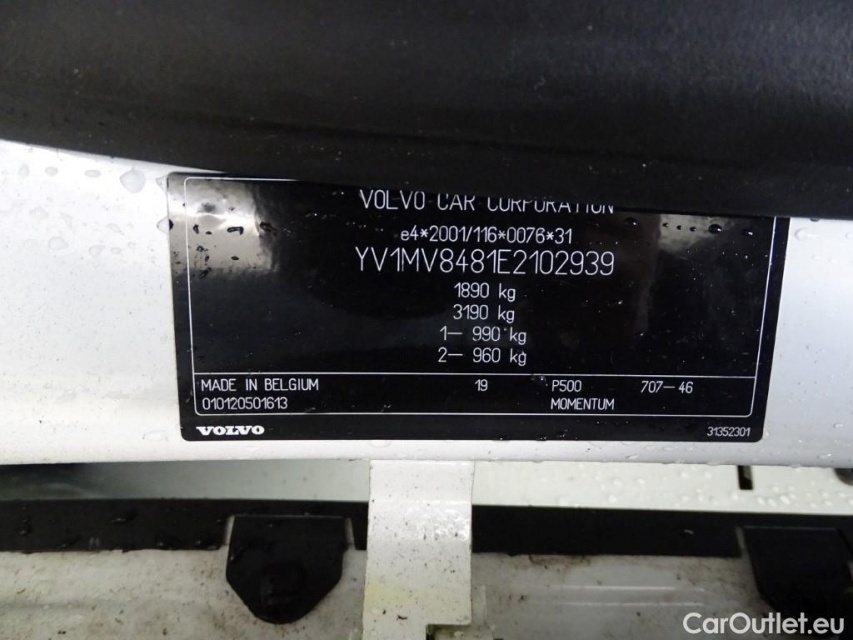 VOLVO CAR CORPORATION
e4*2001/116*0076*31
YV1MV8481E2102939
1890 kg
3190 kg
1– 990 kg
2– 960 kg
MADE IN BELGIUM 19 P500 707–46
010120501613 MOMENTUM
VOLVO 31352301
CarOutlet.eu